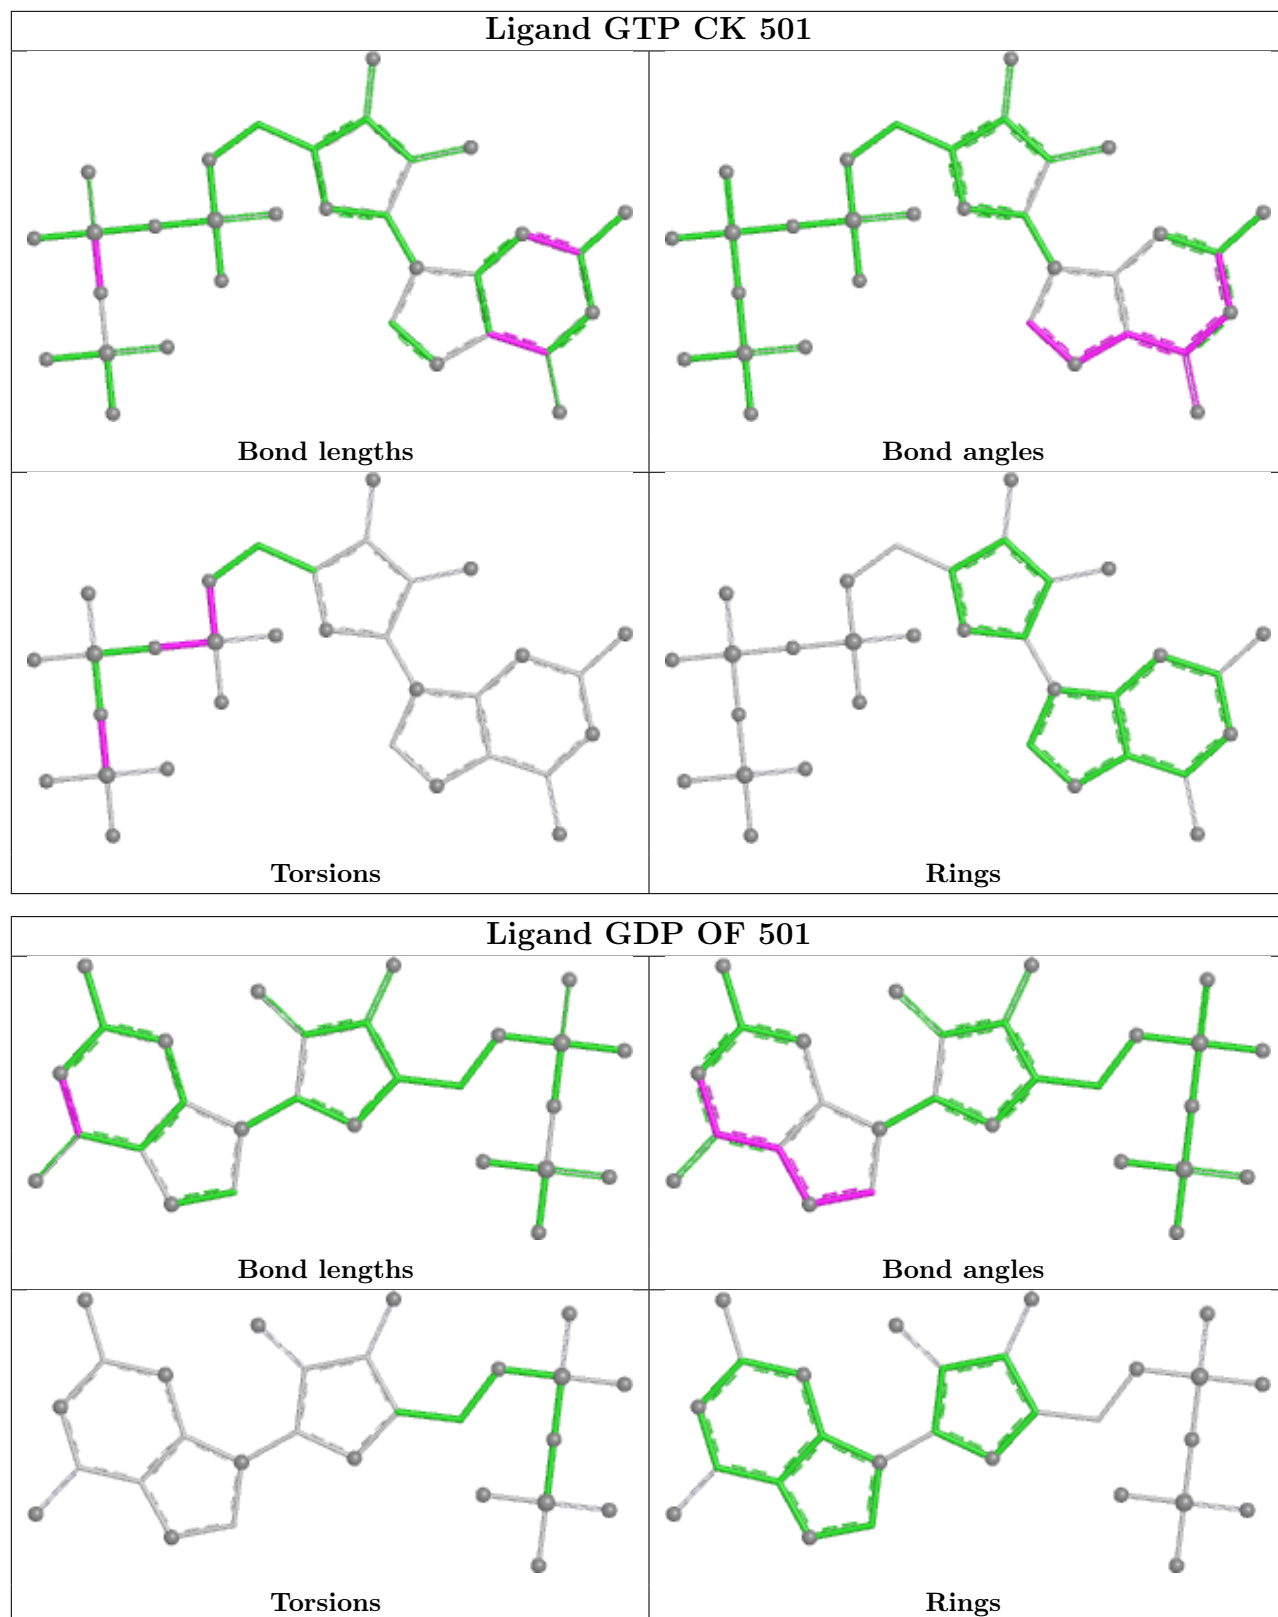 Ligand GTP CK 501
Bond lengths
Bond angles
Torsions
Rings
Ligand GDP OF 501
Bond lengths
Bond angles
Torsions
Rings